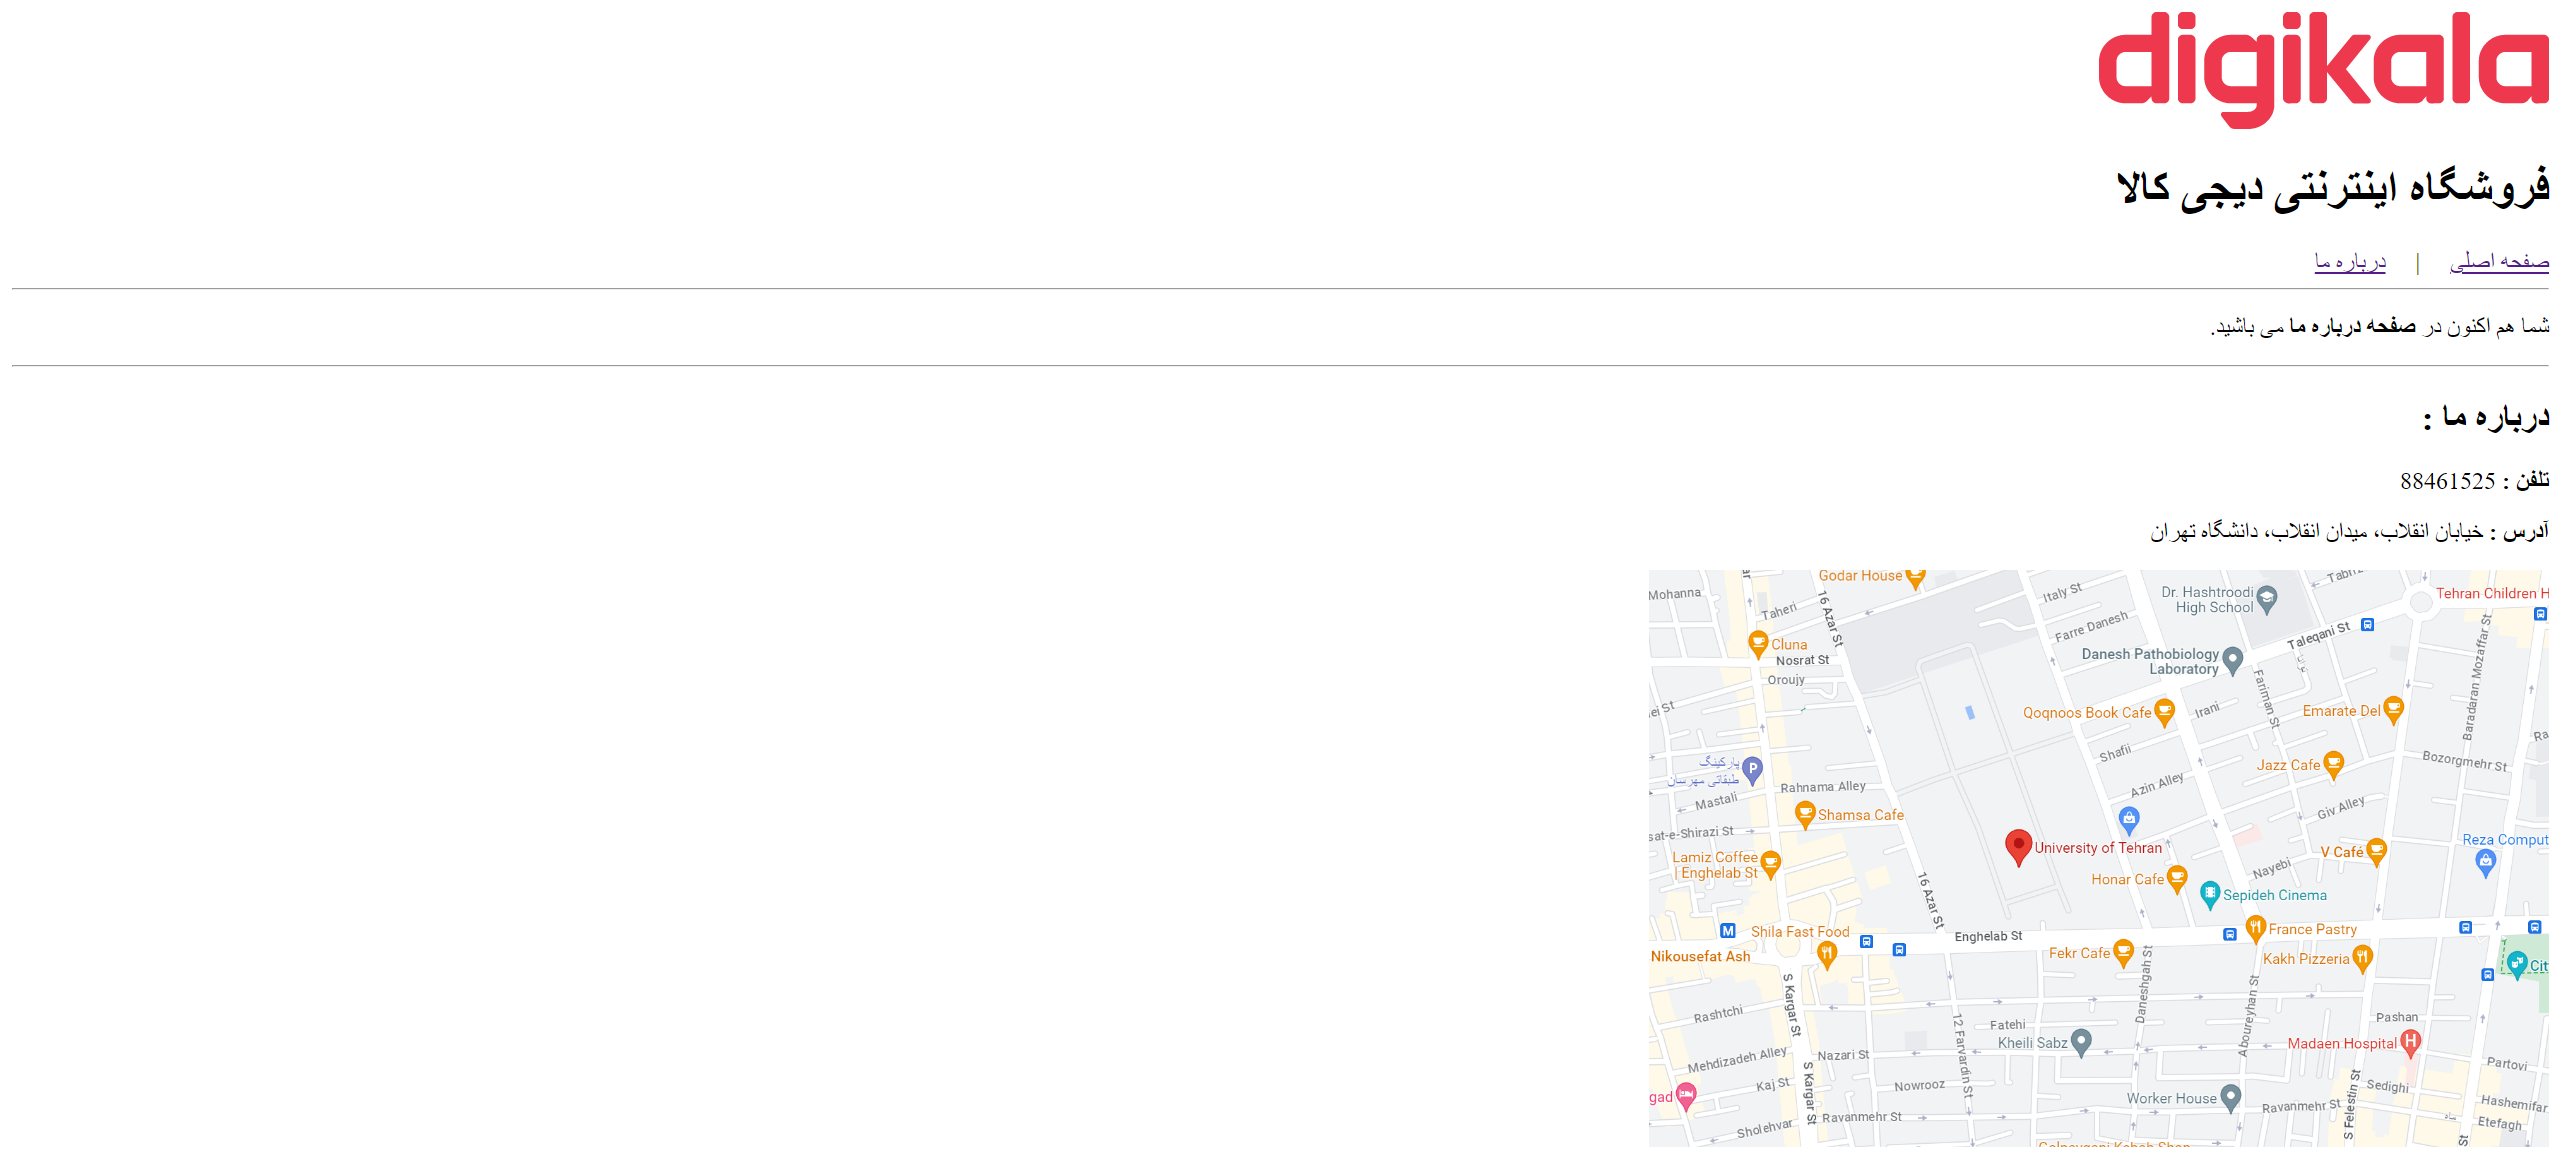 digikala
فروشگاه اینترنتی دیجی کالا
صفحه اصلی | درباره ما
شما هم اکنون در صفحه درباره ما می باشید.
درباره ما :
تلفن : 88461525
آدرس : خیابان انقلاب، میدان انقلاب، دانشگاه تهران
Godar House
Mohanna
Taheri
16 Azar St
Italy St
Dr. Hashtroodi
High School
Tehran Children H
Cluna
Nosrat St
Oroujy
Farre Danesh
Taleqani St
Danesh Pathobiology
Laboratory
Fariman St
Baradaran Mozaffar St
Qoqnoos Book Cafe
Irani
Emarate Del
Shafii
Jazz Cafe
Bozorgmehr St
پارکینگ
طبقاتی مهرسان
P
Rahnama Alley
Mastali
Azin Alley
Giv Alley
Shamsa Cafe
sat-e-Shirazi St
Reza Comput
University of Tehran
V Café
Lamiz Coffee
| Enghelab St
Nayebi
Honar Cafe
Sepideh Cinema
16 Azar St
M
Shila Fast Food
Enghelab St
France Pastry
Nikousefat Ash
Fekr Cafe
Kakh Pizzeria
Cit
S Kargar St
Daneshgah St
Aboureyhan St
Rashtchi
12 Farvardin St
Fatehi
Pashan
Kheili Sabz
Madaen Hospital
H
Mehdizadeh Alley
Nazari St
Partovi
Kaj St
S Kargar St
Nowrooz
Sedighi
gad
Worker House
Ravanmehr St
S Felestin St
Hashemifar
Sholehvar
Ravanmehr St
Etefagh